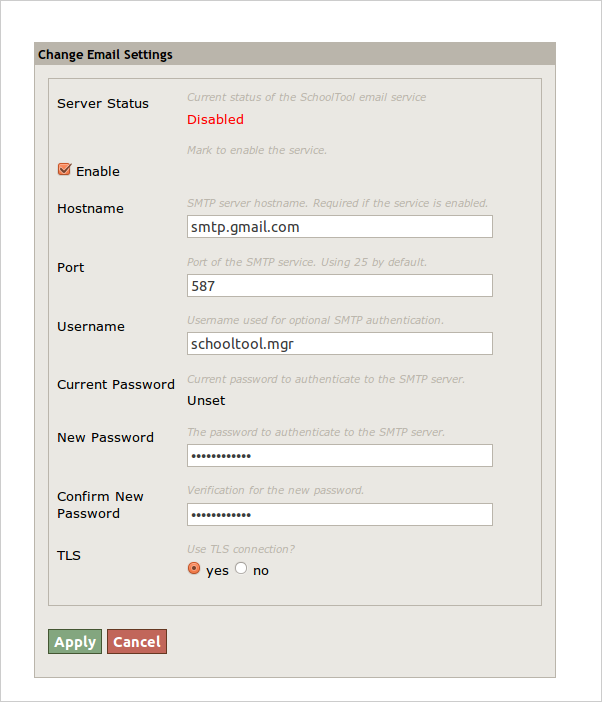 Change Email Settings
Server Status
Current status of the SchoolTool email service
Disabled
Mark to enable the service.
Enable
Hostname
SMTP server hostname. Required if the service is enabled.
smtp.gmail.com
Port
Port of the SMTP service. Using 25 by default.
587
Username
Username used for optional SMTP authentication.
schooltool.mgr
Current Password
Current password to authenticate to the SMTP server.
Unset
New Password
The password to authenticate to the SMTP server.
••••••••••••
Confirm New
Password
Verification for the new password.
••••••••••••
TLS
Use TLS connection?
yes no
Apply Cancel